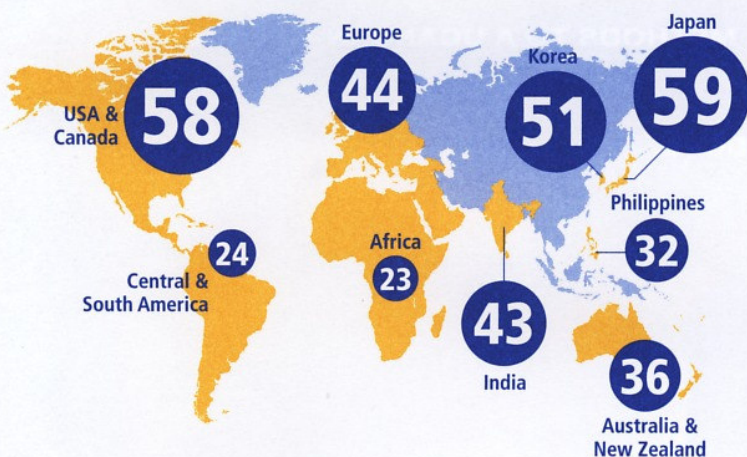 Japan
59
Europe
44
Korea
51
USA &
Canada
58
Philippines
32
Africa
23
24
Central &
South America
43
India
36
Australia &
New Zealand